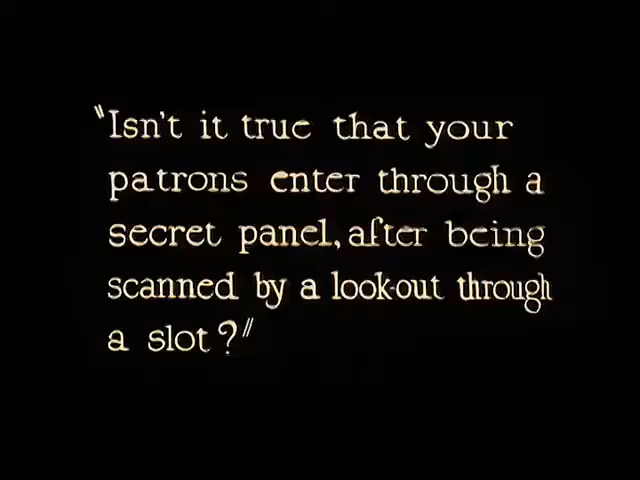 "Isn't it true that your
patrons enter through a
secret panel, after being
scanned by a look-out through
a slot?"